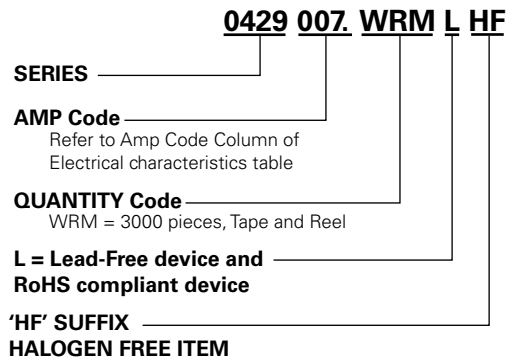 0429 007. WRM L HF
SERIES
AMP Code
Refer to Amp Code Column of
Electrical characteristics table
QUANTITY Code
WRM = 3000 pieces, Tape and Reel
L = Lead-Free device and
RoHS compliant device
‘HF’ SUFFIX
HALOGEN FREE ITEM